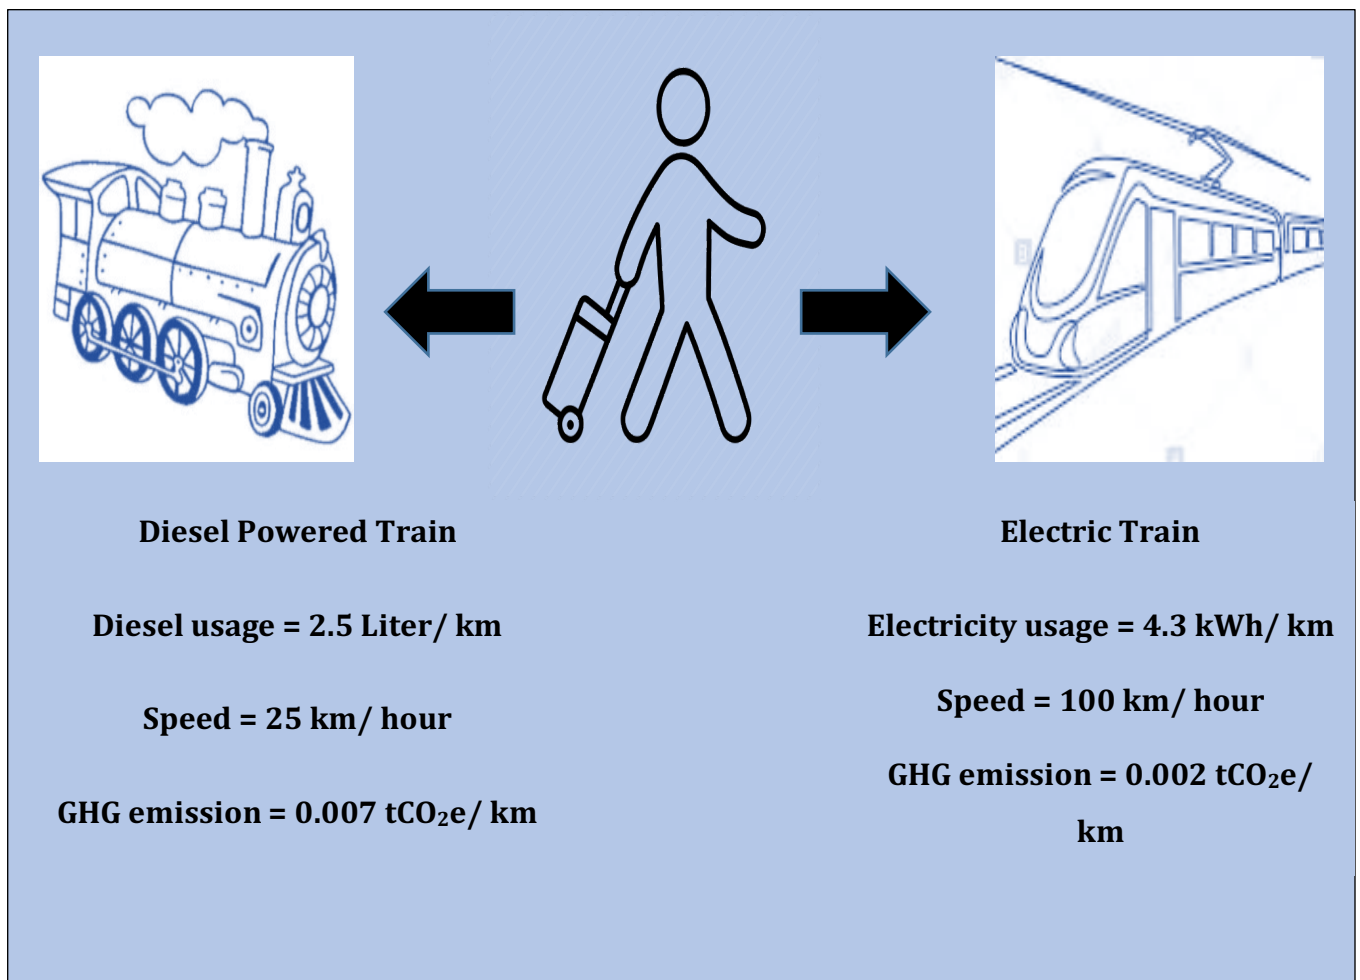 Diesel Powered Train
Diesel usage = 2.5 Liter/ km
Speed = 25 km/ hour
GHG emission = 0.007 tCO₂e/ km
Electric Train
Electricity usage = 4.3 kWh/ km
Speed = 100 km/ hour
GHG emission = 0.002 tCO₂e/
km